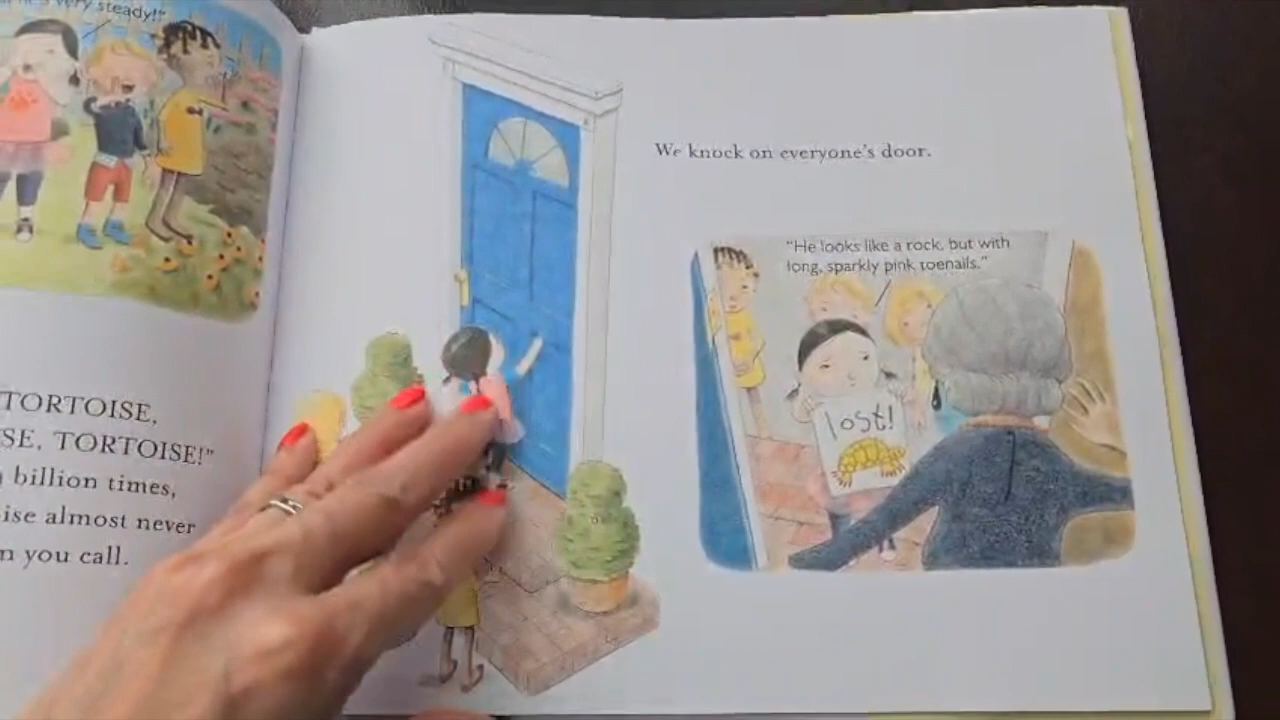 very steady!"
TORTOISE,
SE, TORTOISE!"
billion times,
ise almost never
n you call.
We knock on everyone's door.
"He looks like a rock, but with
long, sparkly pink toenails."
lost!